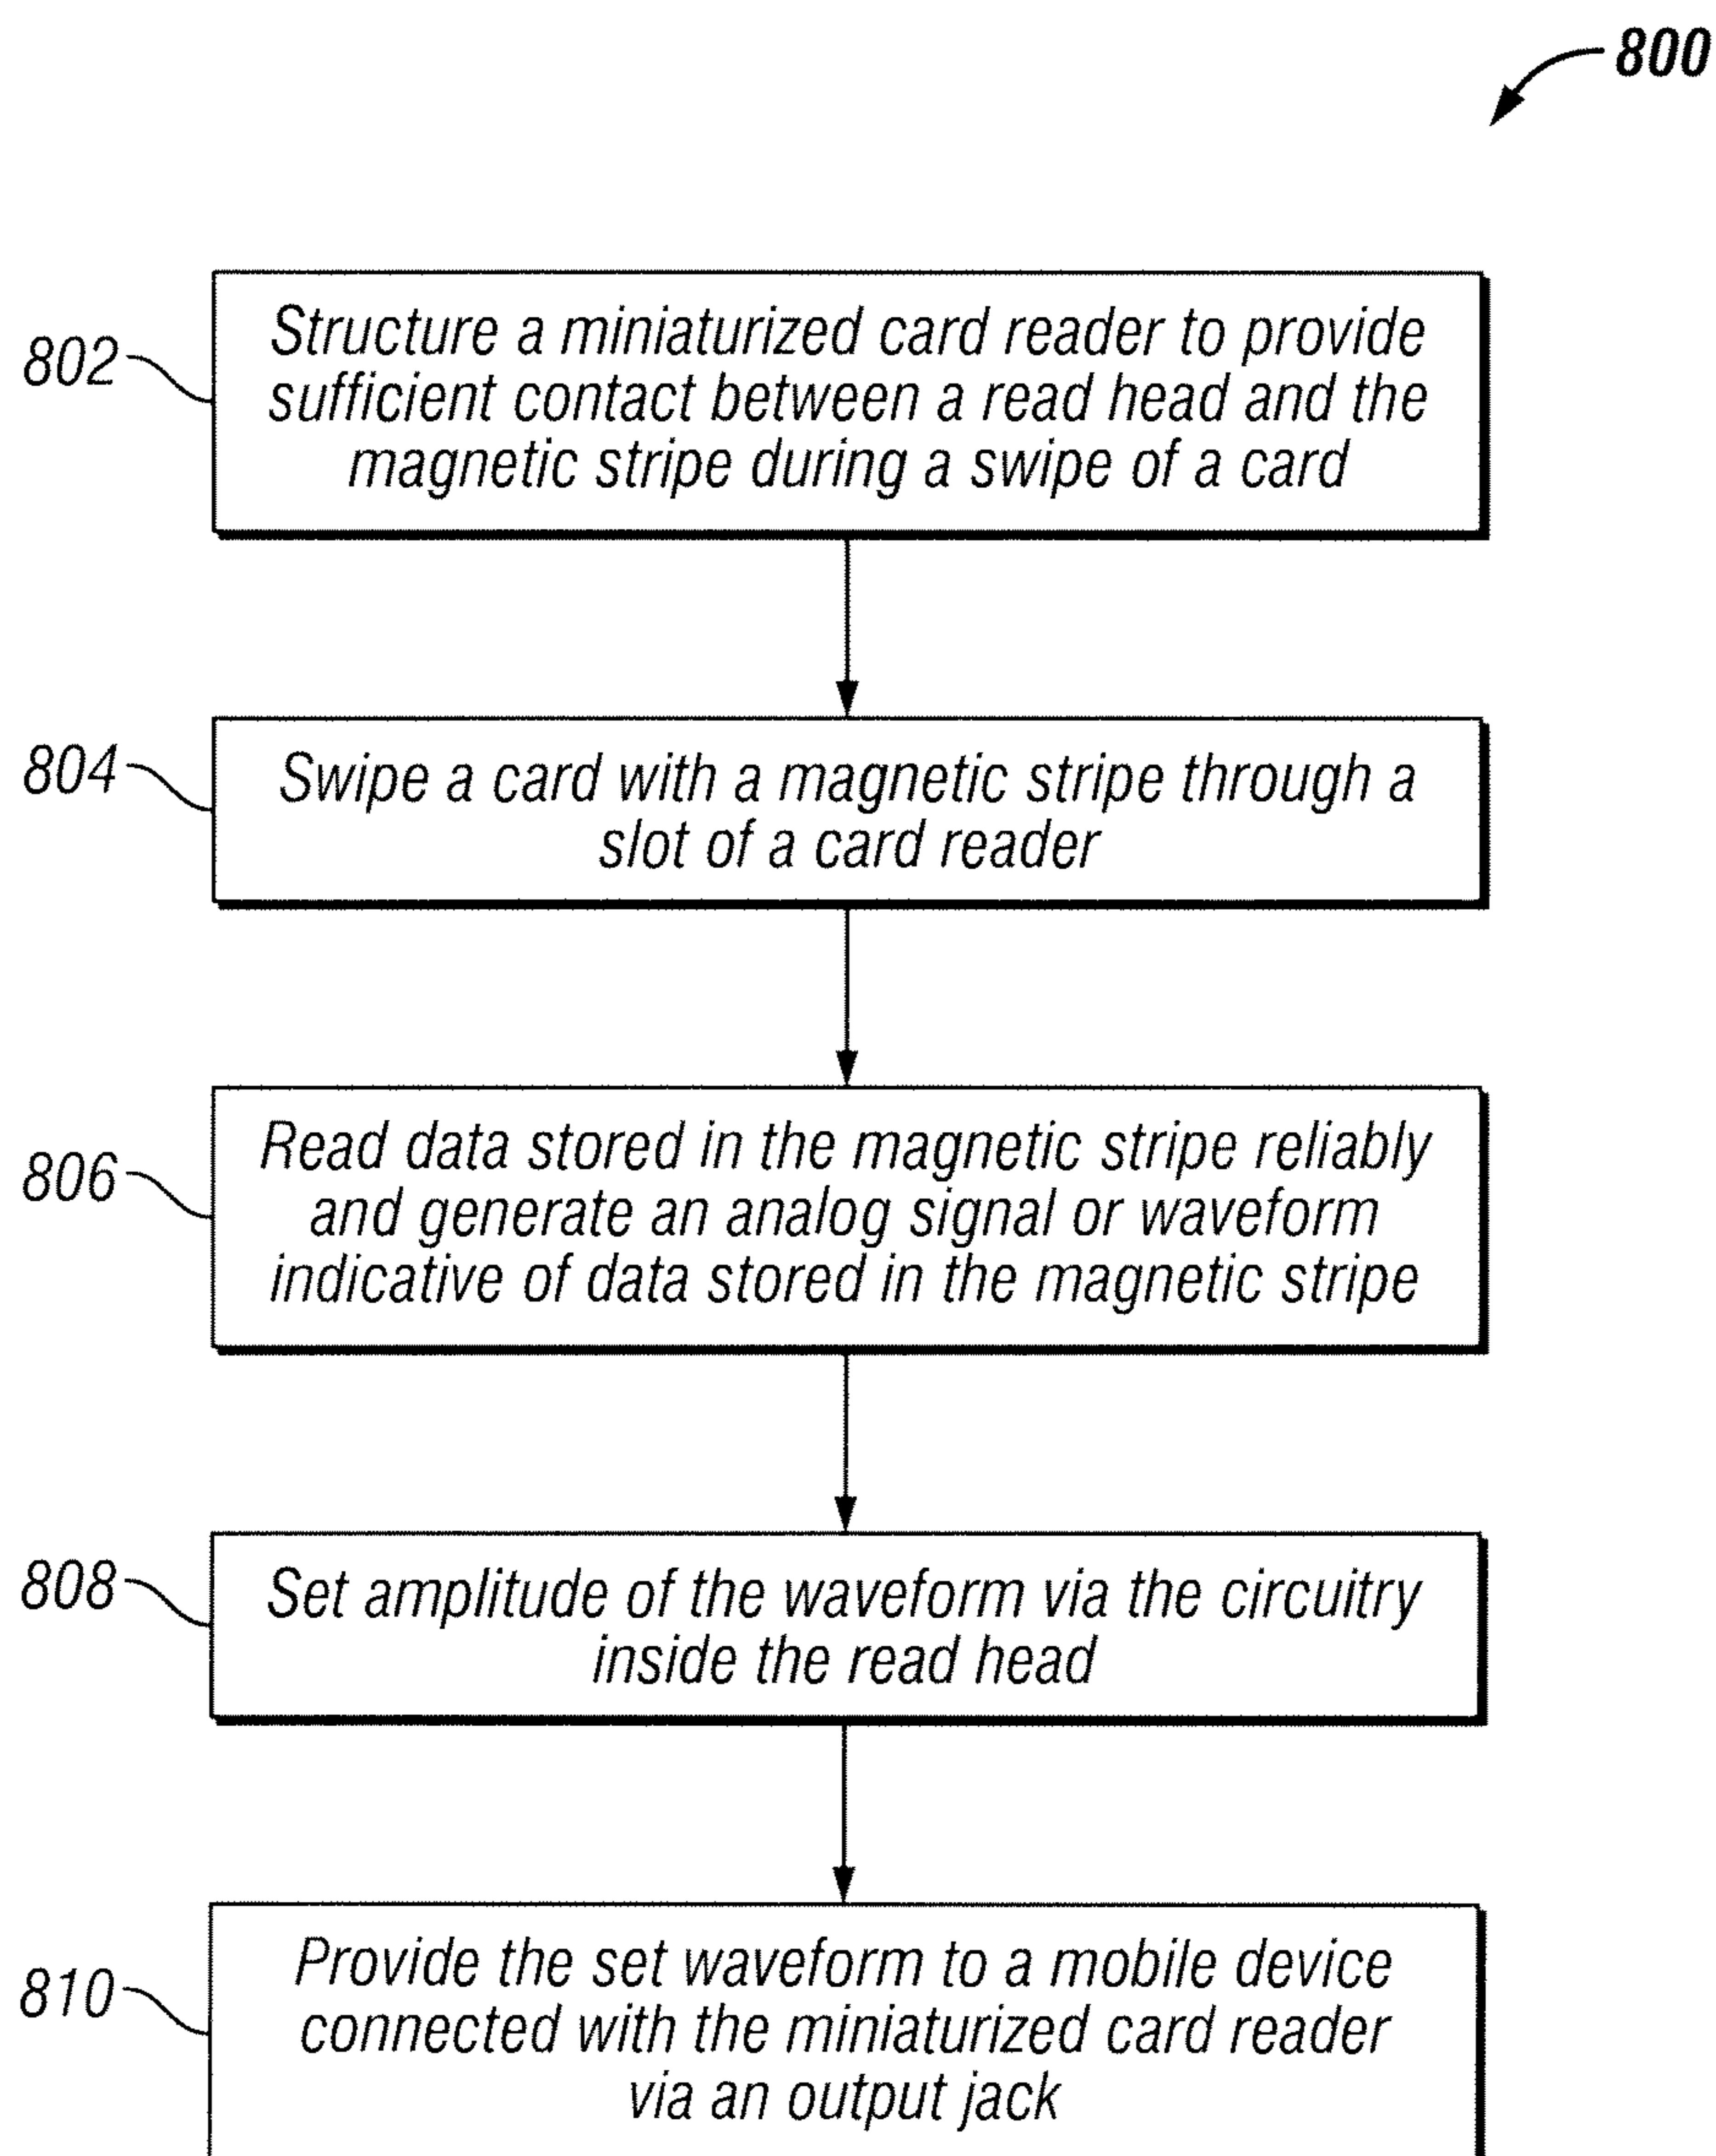 800
802
Structure a miniaturized card reader to provide
sufficient contact between a read head and the
magnetic stripe during a swipe of a card
804
Swipe a card with a magnetic stripe through a
slot of a card reader
806
Read data stored in the magnetic stripe reliably
and generate an analog signal or waveform
indicative of data stored in the magnetic stripe
808
Set amplitude of the waveform via the circuitry
inside the read head
810
Provide the set waveform to a mobile device
connected with the miniaturized card reader
via an output jack